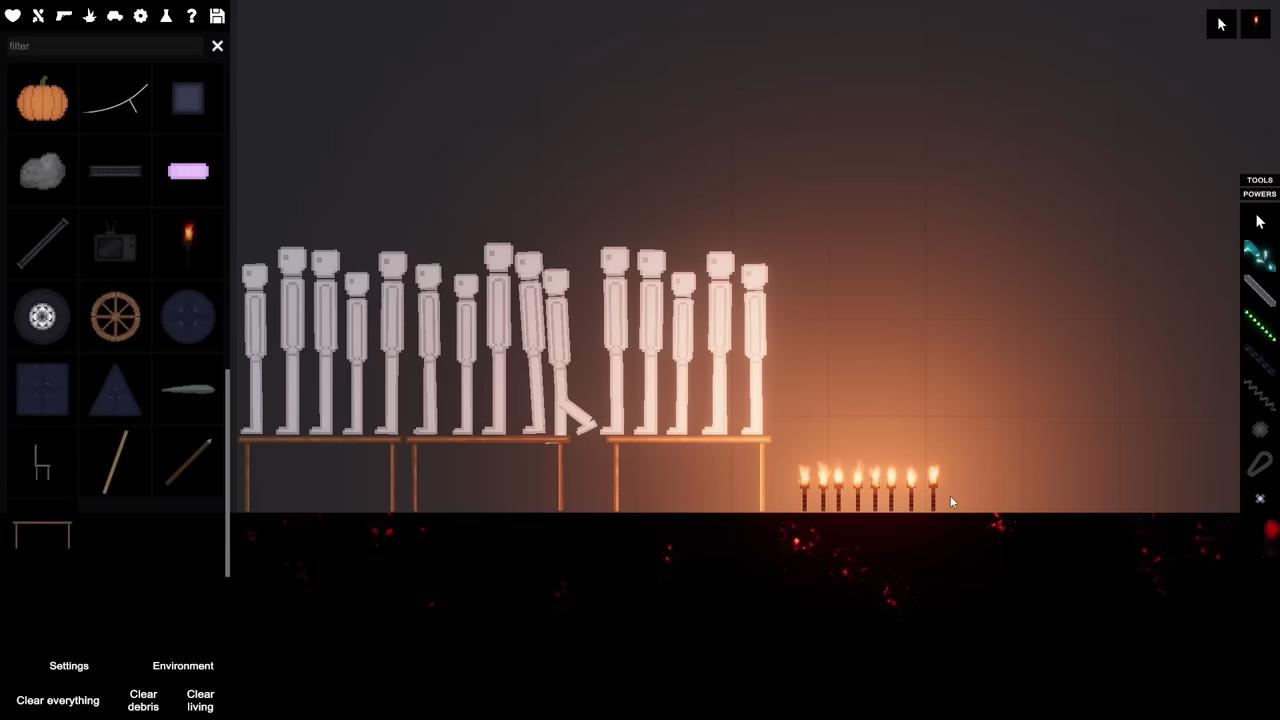 filter
TOOLS
POWERS
Settings
Environment
Clear everything
Clear
debris
Clear
living